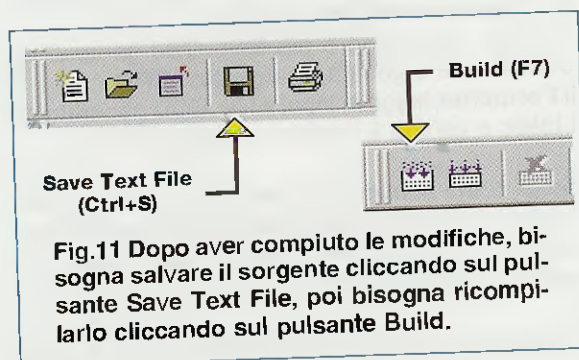 Build (F7)
Save Text File
(Ctrl+S)
Fig.11 Dopo aver compiuto le modifiche, bi-
sogna salvare il sorgente cliccando sul pul-
sante Save Text File, poi bisogna ricompi-
larlo cliccando sul pulsante Build.